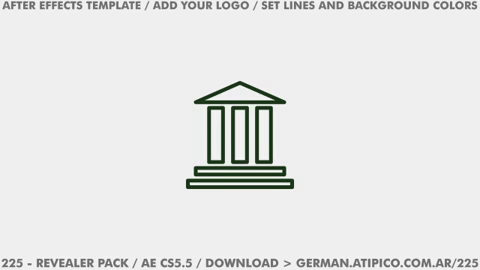 AFTER EFFECTS TEMPLATE / ADD YOUR LOGO / SET LINES AND BACKGROUND COLORS
225 - REVEALER PACK / AE CS5.5 / DOWNLOAD > GERMAN.ATIPICO.COM.AR/225